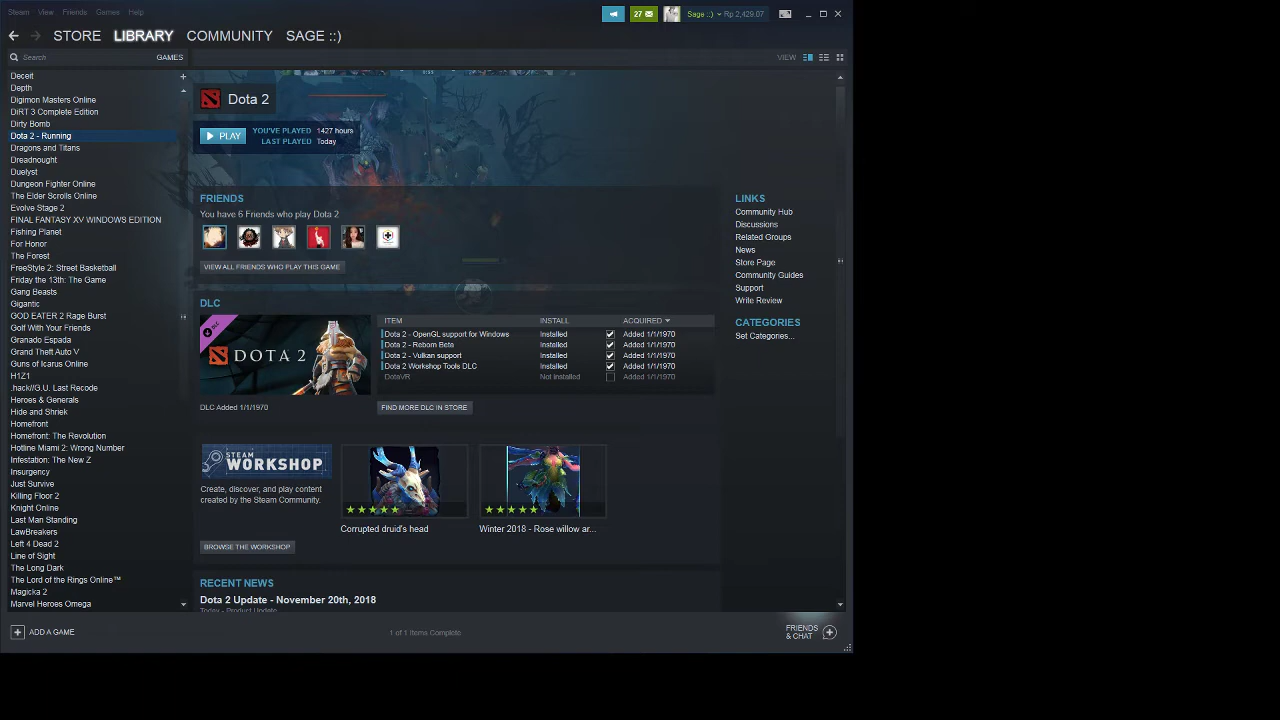 Steam View Friends Games Help
27 Sage ::) Rp 2,429.07
STORE LIBRARY COMMUNITY SAGE ::)
Search GAMES
VIEW
Deceit
Depth
Digimon Masters Online
DiRT 3 Complete Edition
Dirty Bomb
Dota 2 - Running
Dragons and Titans
Dreadnought
Duelyst
Dungeon Fighter Online
The Elder Scrolls Online
Evolve Stage 2
FINAL FANTASY XV WINDOWS EDITION
Fishing Planet
For Honor
The Forest
FreeStyle 2: Street Basketball
Friday the 13th: The Game
Gang Beasts
Gigantic
GOD EATER 2 Rage Burst
Golf With Your Friends
Granado Espada
Grand Theft Auto V
Guns of Icarus Online
H1Z1
.hack//G.U. Last Recode
Heroes & Generals
Hide and Shriek
Homefront
Homefront: The Revolution
Hotline Miami 2: Wrong Number
Infestation: The New Z
Insurgency
Just Survive
Killing Floor 2
Knight Online
Last Man Standing
LawBreakers
Left 4 Dead 2
Line of Sight
The Long Dark
The Lord of the Rings Online™
Magicka 2
Marvel Heroes Omega
Dota 2
PLAY
YOU'VE PLAYED 1427 hours
LAST PLAYED Today
FRIENDS
You have 6 Friends who play Dota 2
VIEW ALL FRIENDS WHO PLAY THIS GAME
DLC
DLC
DOTA 2
DLC Added 1/1/1970
ITEM INSTALL ACQUIRED
Dota 2 - OpenGL support for Windows Installed Added 1/1/1970
Dota 2 - Reborn Beta Installed Added 1/1/1970
Dota 2 - Vulkan support Installed Added 1/1/1970
Dota 2 Workshop Tools DLC Installed Added 1/1/1970
DotaVR Not installed Added 1/1/1970
FIND MORE DLC IN STORE
STEAM
WORKSHOP
Create, discover, and play content
created by the Steam Community.
BROWSE THE WORKSHOP
Corrupted druid's head
Winter 2018 - Rose willow ar...
RECENT NEWS
Dota 2 Update - November 20th, 2018
Today - Product Update
LINKS
Community Hub
Discussions
Related Groups
News
Store Page
Community Guides
Support
Write Review
CATEGORIES
Set Categories...
ADD A GAME
1 of 1 Items Complete
FRIENDS
& CHAT